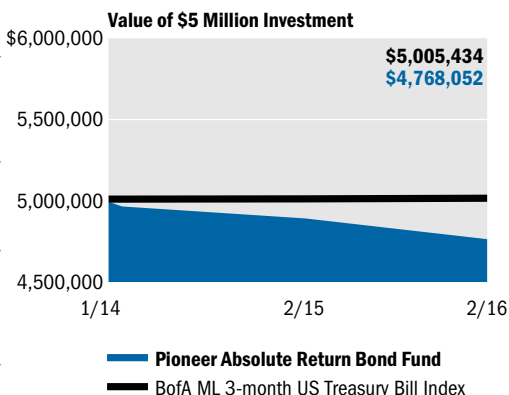 Value of $5 Million Investment
$6,000,000
$5,005,434
$4,768,052
5,500,000
5,000,000
4,500,000
1/14 2/15 2/16
Pioneer Absolute Return Bond Fund
BofA ML 3-month US Treasury Bill Index